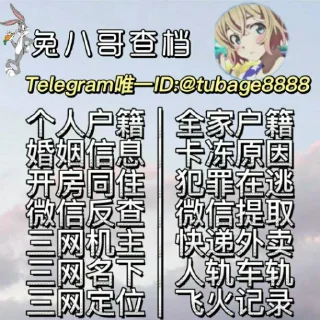 兔八哥查档
Telegram唯一ID:@tubage8888
个人户籍 | 全家户籍
婚姻信息 | 卡冻原因
开房同住 | 犯罪在逃
微信反查 | 微信提取
三网机主 | 快递外卖
三网名下 | 人轨车轨
三网定位 | 飞火记录